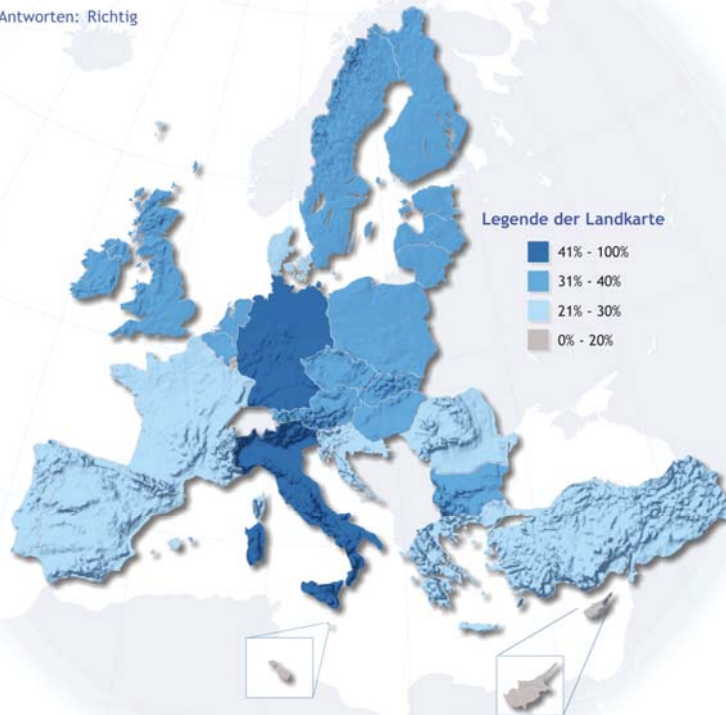 Antworten: Richtig
Legende der Landkarte
41% - 100%
31% - 40%
21% - 30%
0% - 20%